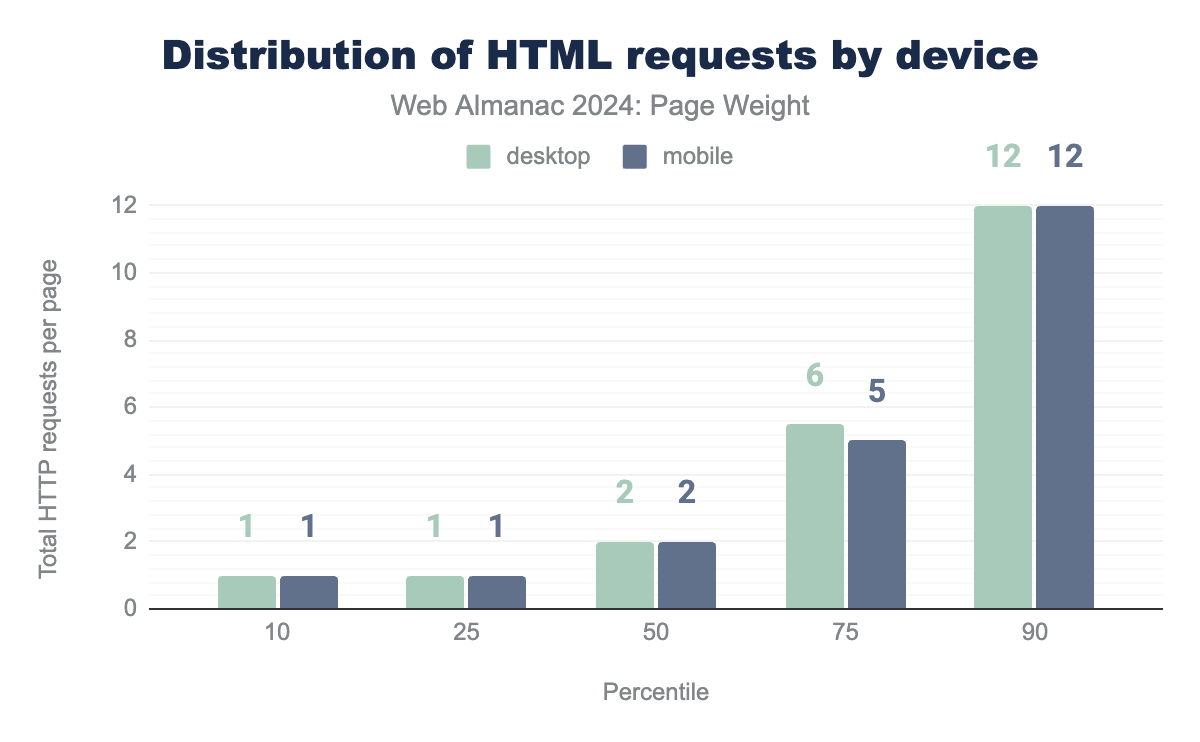 Distribution of HTML requests by device
Web Almanac 2024: Page Weight
desktop mobile
12 12
12
10
8
6
4
2
0
Total HTTP requests per page
1 1
1 1
2 2
6 5
10 25 50 75 90
Percentile